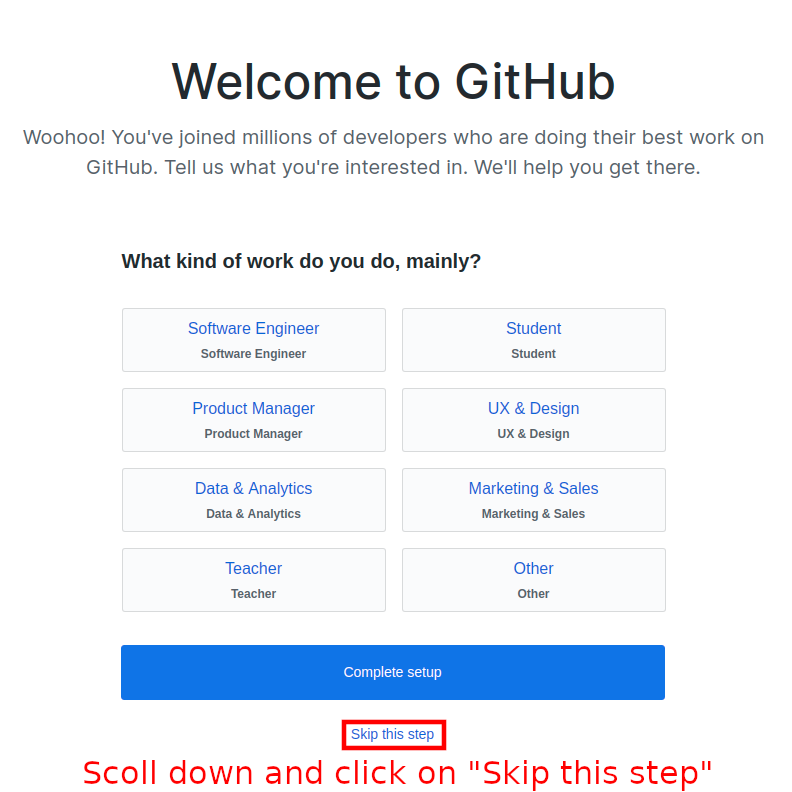 Welcome to GitHub
Woohoo! You've joined millions of developers who are doing their best work on
GitHub. Tell us what you're interested in. We'll help you get there.
What kind of work do you do, mainly?
Software Engineer
Software Engineer
Student
Student
Product Manager
Product Manager
UX & Design
UX & Design
Data & Analytics
Data & Analytics
Marketing & Sales
Marketing & Sales
Teacher
Teacher
Other
Other
Complete setup
Skip this step
Scoll down and click on "Skip this step"